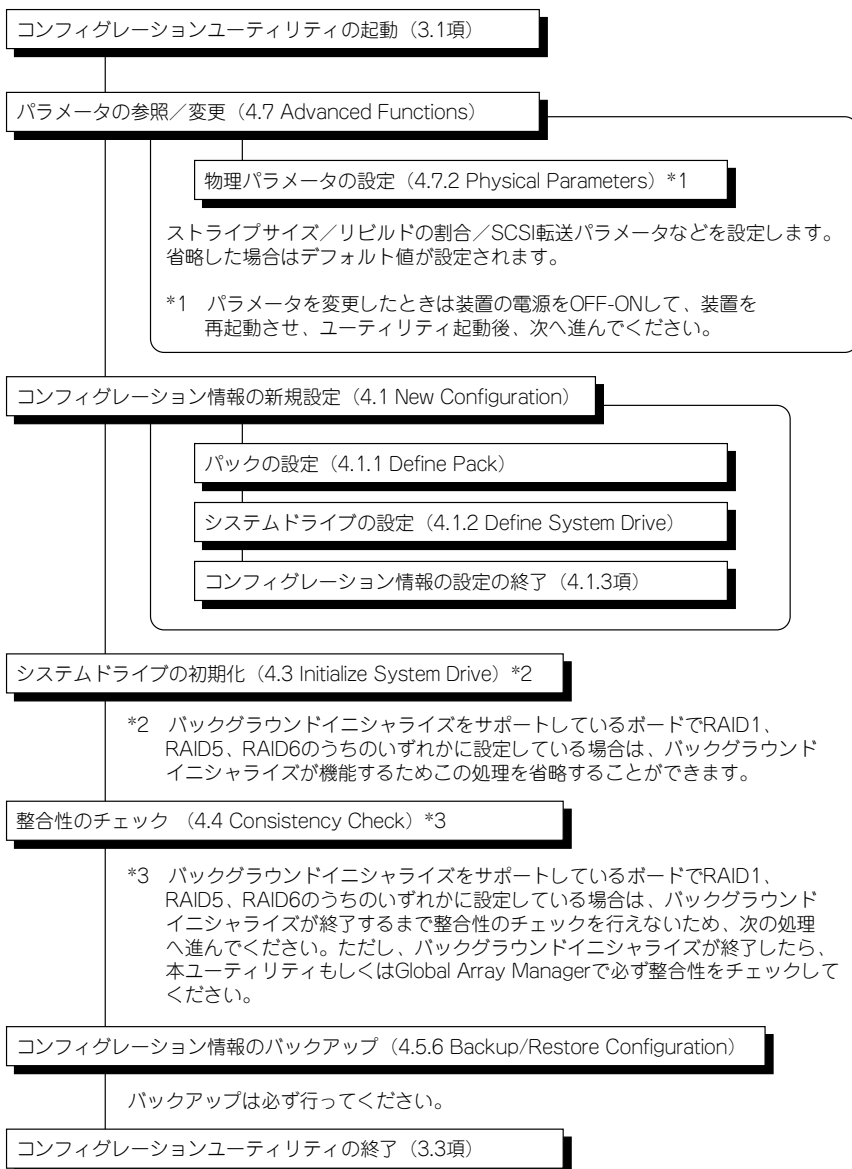 コンフィグレーションユーティリティの起動（3.1項）
パラメータの参照／変更（4.7 Advanced Functions）
物理パラメータの設定（4.7.2 Physical Parameters）*1
ストライプサイズ／リビルドの割合／SCSI転送パラメータなどを設定します。
省略した場合はデフォルト値が設定されます。
*1 パラメータを変更したときは装置の電源をOFF-ONして、装置を
再起動させ、ユーティリティ起動後、次へ進んでください。
コンフィグレーション情報の新規設定（4.1 New Configuration）
パックの設定（4.1.1 Define Pack）
システムドライブの設定（4.1.2 Define System Drive）
コンフィグレーション情報の設定の終了（4.1.3項）
システムドライブの初期化（4.3 Initialize System Drive）*2
*2 バックグラウンドイニシャライズをサポートしているボードでRAID1、
RAID5、RAID6のうちのいずれかに設定している場合は、バックグラウンド
イニシャライズが機能するためこの処理を省略することができます。
整合性のチェック （4.4 Consistency Check）*3
*3 バックグラウンドイニシャライズをサポートしているボードでRAID1、
RAID5、RAID6のうちのいずれかに設定している場合は、バックグラウンド
イニシャライズが終了するまで整合性のチェックを行えないため、次の処理
へ進んでください。ただし、バックグラウンドイニシャライズが終了したら、
本ユーティリティもしくはGlobal Array Managerで必ず整合性をチェックして
ください。
コンフィグレーション情報のバックアップ（4.5.6 Backup/Restore Configuration）
バックアップは必ず行ってください。
コンフィグレーションユーティリティの終了（3.3項）